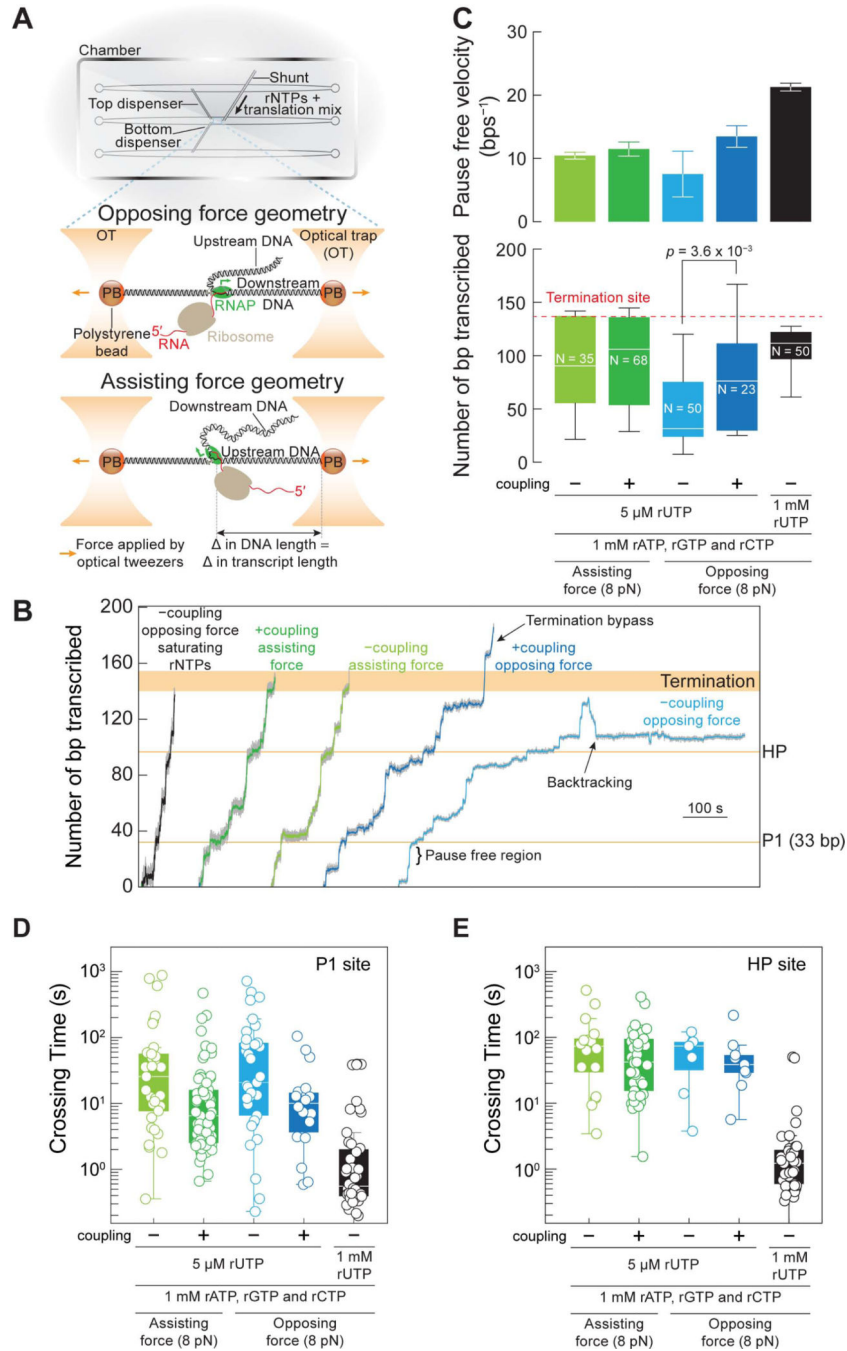 A
Chamber
Shunt
Top dispenser
rNTPs +
translation mix
Bottom
dispenser
Opposing force geometry
OT
Upstream DNA
Optical trap
(OT)
PB
Downstream
DNA
RNAP
PB
Polystyrene
bead
5′
RNA
Ribosome
Assisting force geometry
Downstream DNA
PB
Upstream DNA
PB
5′
Force applied by
optical tweezers
Δ in DNA length =
Δ in transcript length
C
Pause free velocity
(bps⁻¹)
30
20
10
0
Number of bp transcribed
200
150
100
50
0
p = 3.6 x 10⁻³
Termination site
N = 35
N = 68
N = 50
N = 23
N = 50
coupling
−
+
−
+
−
5 µM rUTP
1 mM
rUTP
1 mM rATP, rGTP and rCTP
Assisting
force (8 pN)
Opposing
force (8 pN)
B
Number of bp transcribed
200
160
120
80
40
0
−coupling
opposing force
saturating
rNTPs
+coupling
assisting
force
−coupling
assisting force
+coupling
opposing force
Termination bypass
Termination
−coupling
opposing force
HP
Backtracking
100 s
P1 (33 bp)
} Pause free region
D
P1 site
Crossing Time (s)
10³
10²
10¹
10⁰
coupling
−
+
−
+
−
5 µM rUTP
1 mM
rUTP
1 mM rATP, rGTP and rCTP
Assisting
force (8 pN)
Opposing
force (8 pN)
E
HP site
Crossing Time (s)
10³
10²
10¹
10⁰
coupling
−
+
−
+
−
5 µM rUTP
1 mM
rUTP
1 mM rATP, rGTP and rCTP
Assisting
force (8 pN)
Opposing
force (8 pN)